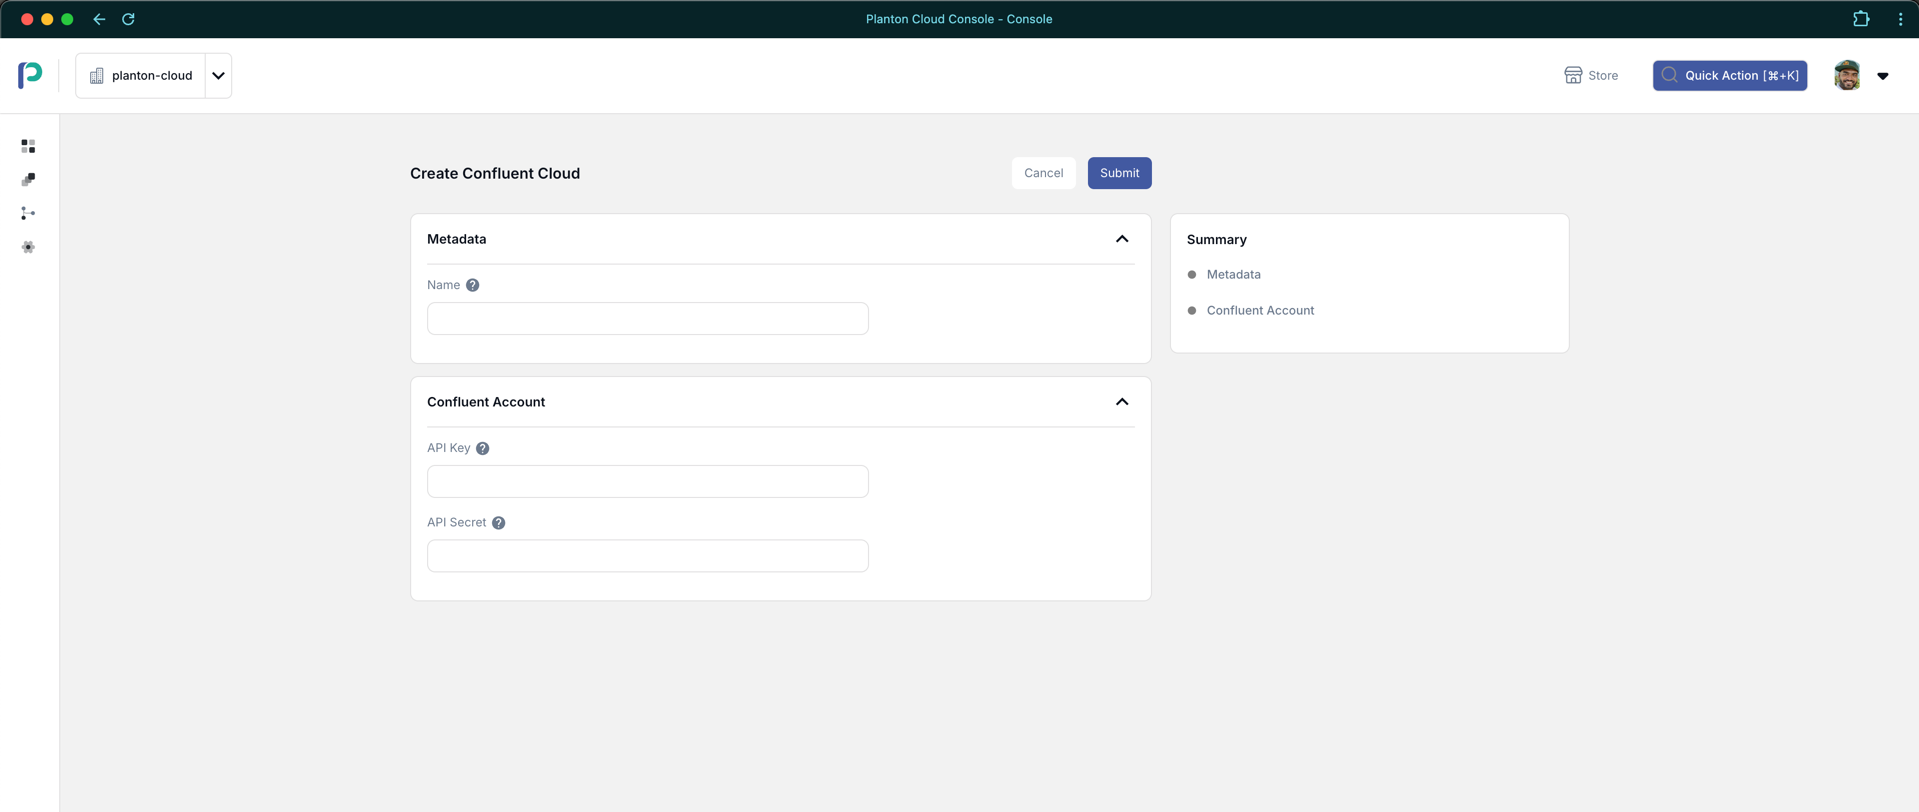 Planton Cloud Console - Console
planton-cloud
Store
Quick Action [⌘+K]
Create Confluent Cloud
Cancel
Submit
Metadata
Name
Confluent Account
API Key
API Secret
Summary
Metadata
Confluent Account